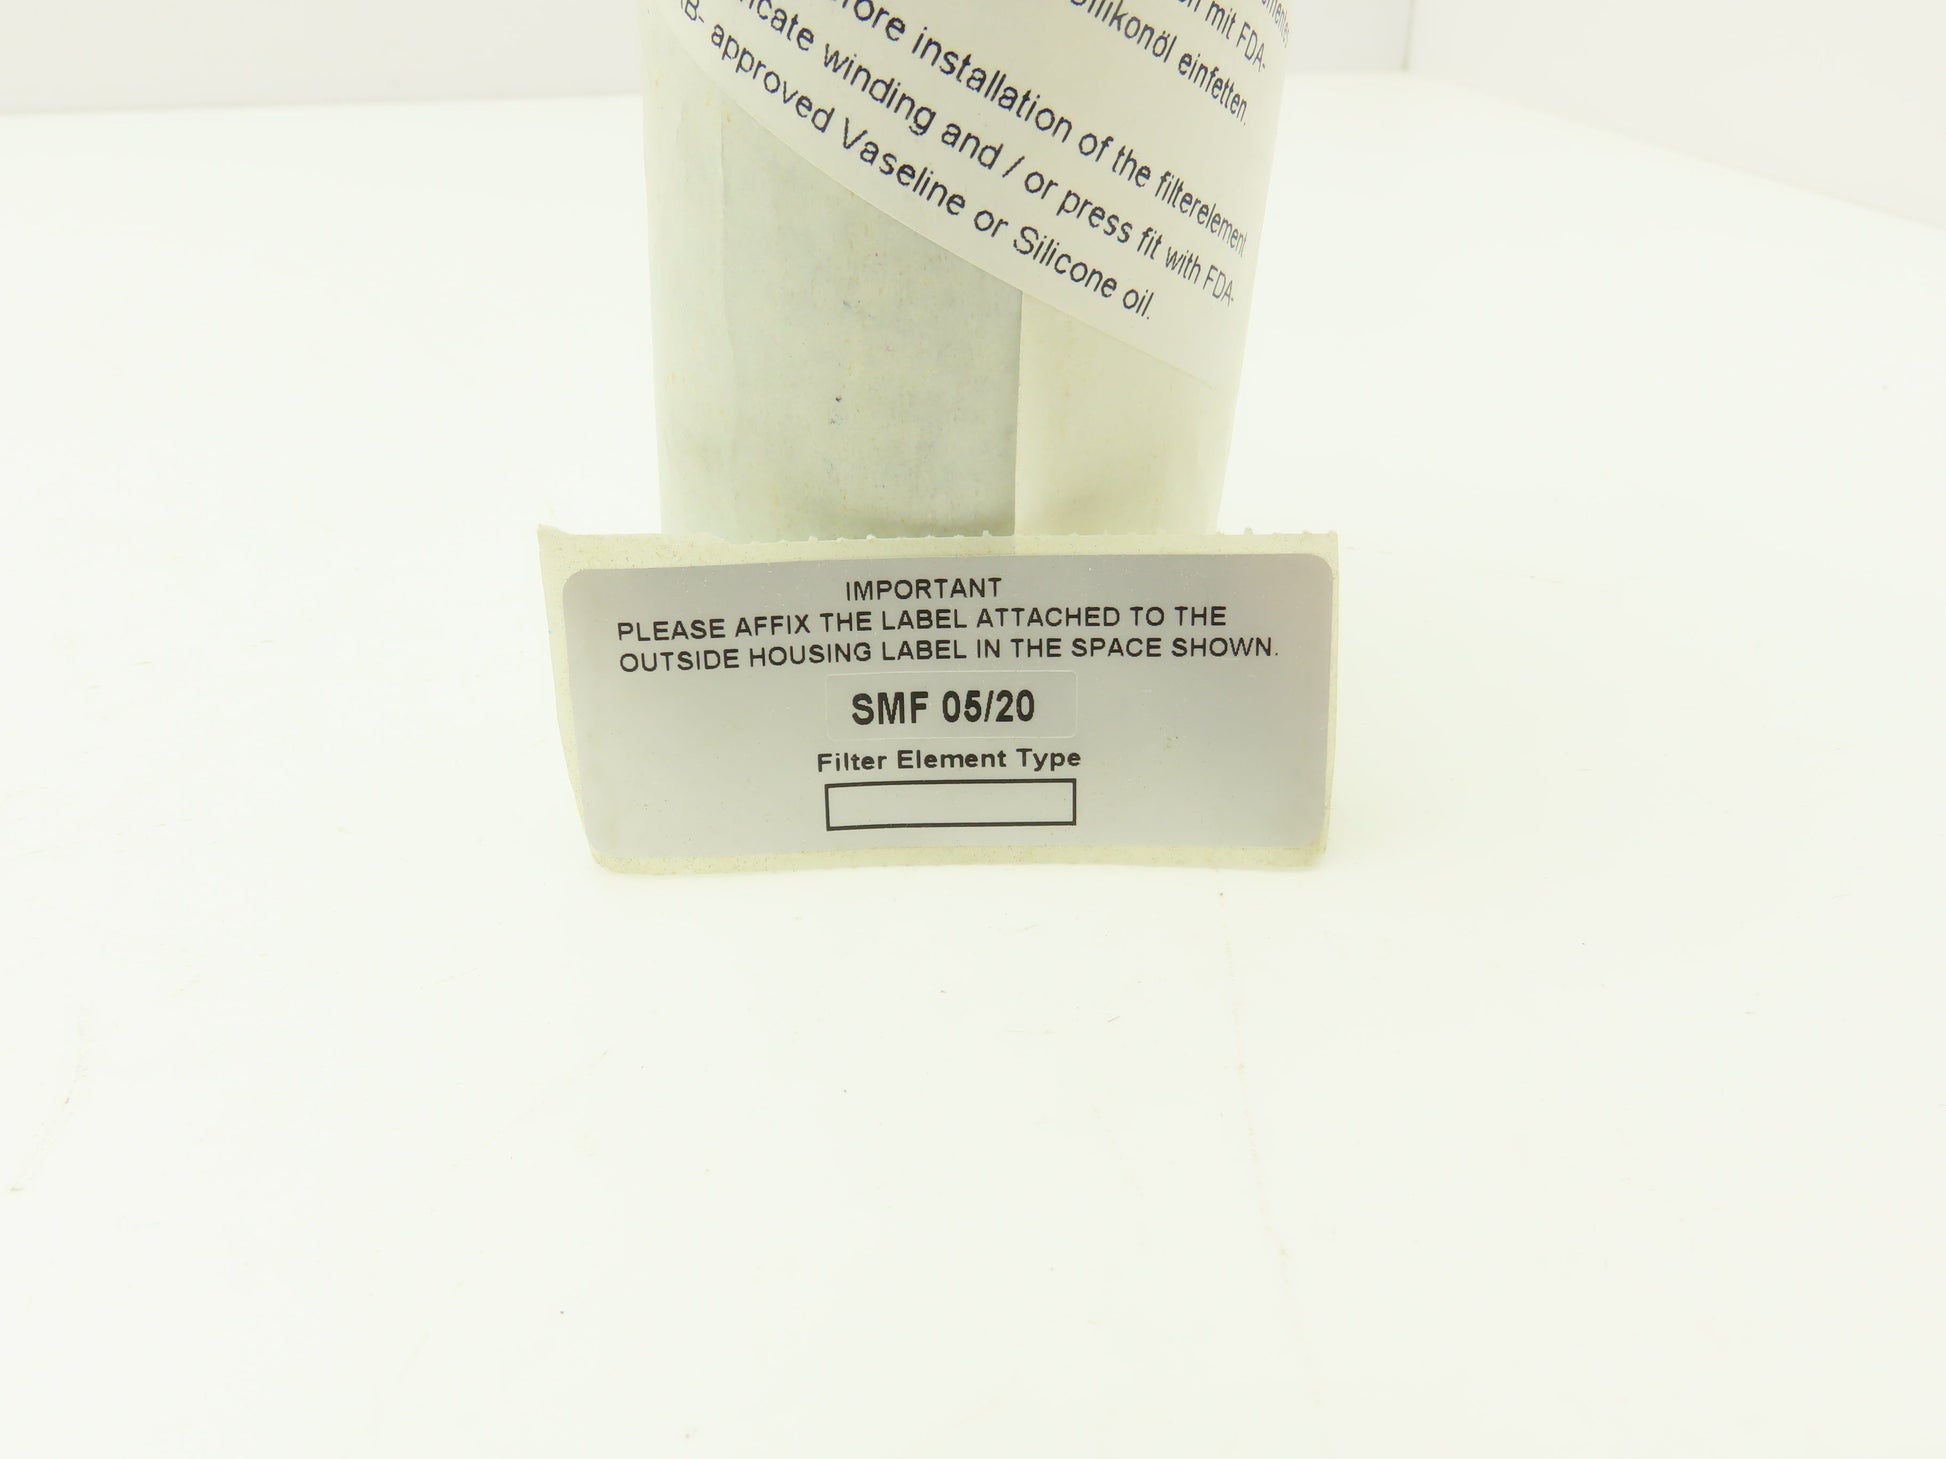 mit FDA-
Silikonöl einfetten.
installation of the filterelement
winding and / or press fit with FDA-
approved Vaseline or Silicone oil.
IMPORTANT
PLEASE AFFIX THE LABEL ATTACHED TO THE
OUTSIDE HOUSING LABEL IN THE SPACE SHOWN.
SMF 05/20
Filter Element Type